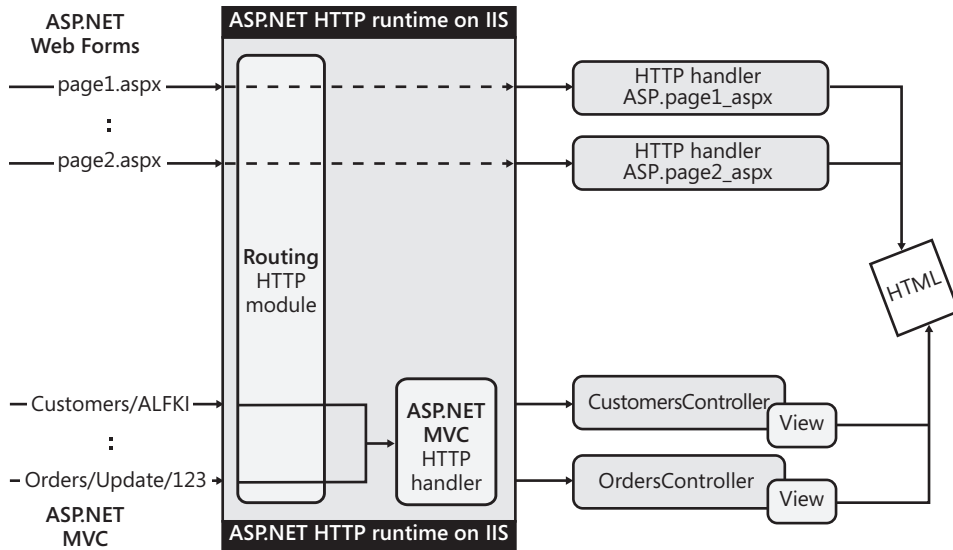 ASP.NET
Web Forms
ASP.NET HTTP runtime on IIS
page1.aspx
HTTP handler
ASP.page1_aspx
:
page2.aspx
HTTP handler
ASP.page2_aspx
Routing
HTTP
module
HTML
Customers/ALFKI
ASP.NET
MVC
HTTP
handler
CustomersController
View
:
Orders/Update/123
OrdersController
View
ASP.NET
MVC
ASP.NET HTTP runtime on IIS